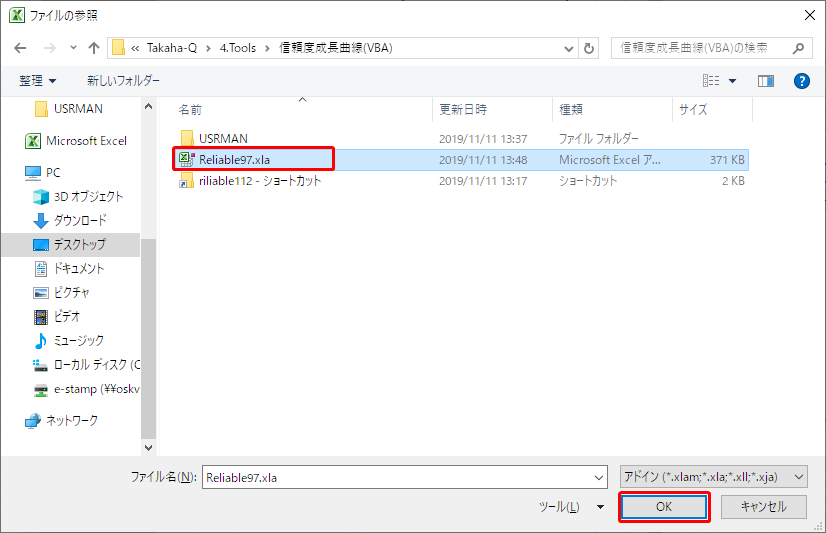 ファイルの参照
« Takaha-Q › 4.Tools › 信頼度成長曲線(VBA)
信頼度成長曲線(VBA)の検索
整理
新しいフォルダー
名前 更新日時 種類 サイズ
USRMAN
Microsoft Excel
PC
3D オブジェクト
ダウンロード
デスクトップ
ドキュメント
ピクチャ
ビデオ
ミュージック
ローカル ディスク (C
e-stamp (¥¥oskv
ネットワーク
USRMAN 2019/11/11 13:37 ファイル フォルダー
Reliable97.xla 2019/11/11 13:48 Microsoft Excel ア... 371 KB
riliable112 - ショートカット 2019/11/11 13:17 ショートカット 2 KB
ファイル名(N): Reliable97.xla アドイン (*.xlam;*.xla;*.xll;*.xja)
ツール(L) OK キャンセル